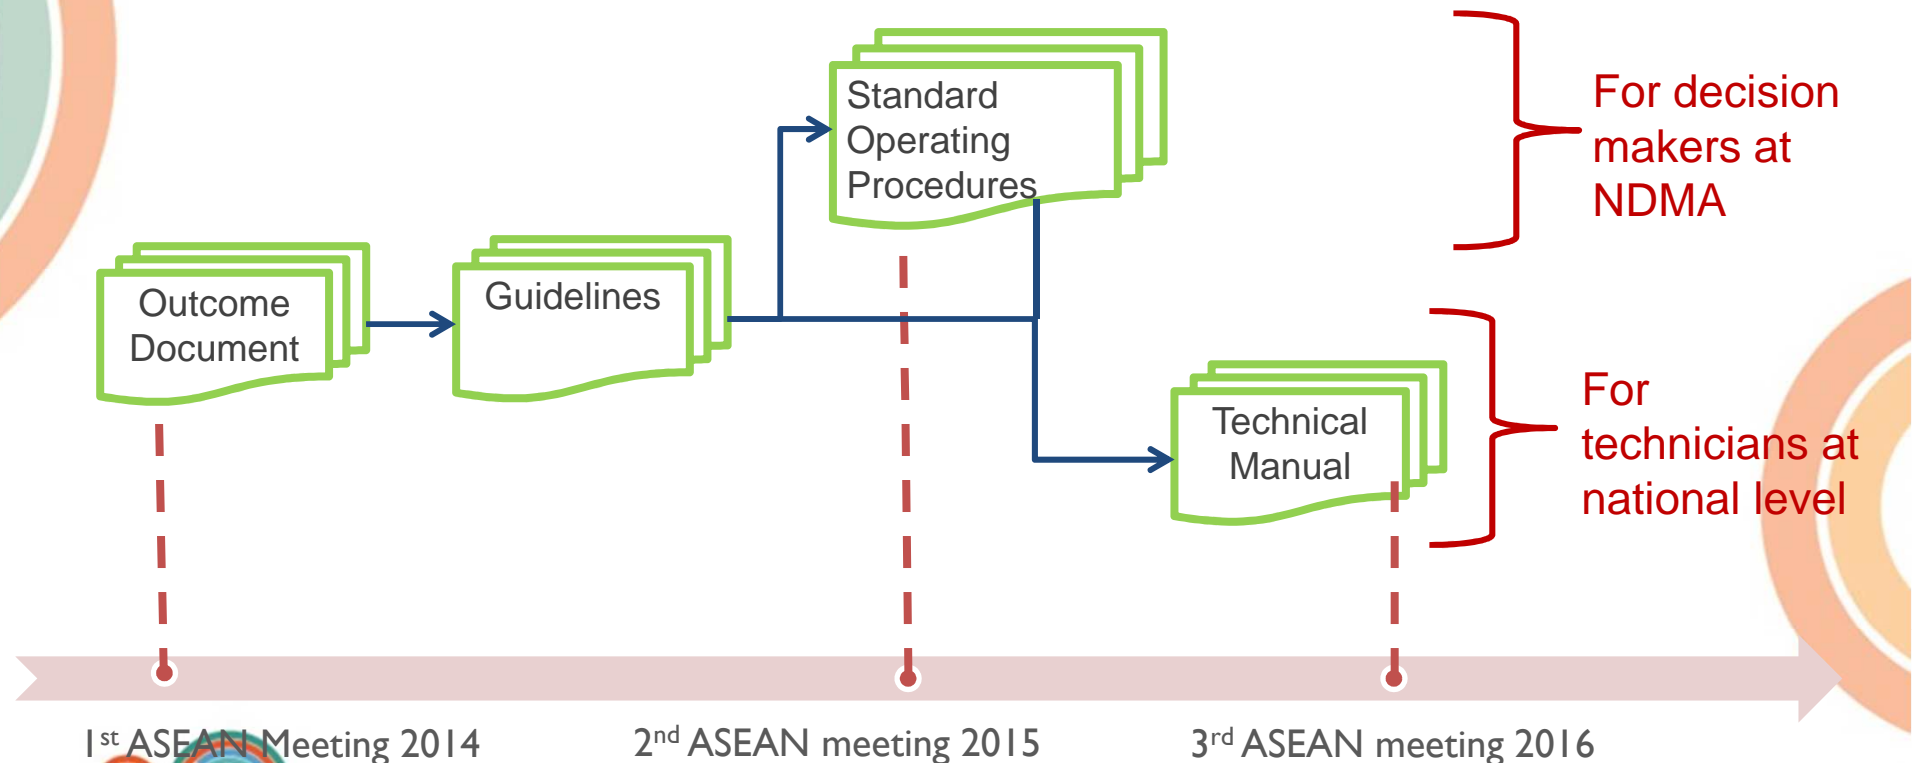 Standard
Operating
Procedures
For decision
makers at
NDMA
Outcome
Document
Guidelines
Technical
Manual
For
technicians at
national level
1st ASEAN Meeting 2014
2nd ASEAN meeting 2015
3rd ASEAN meeting 2016